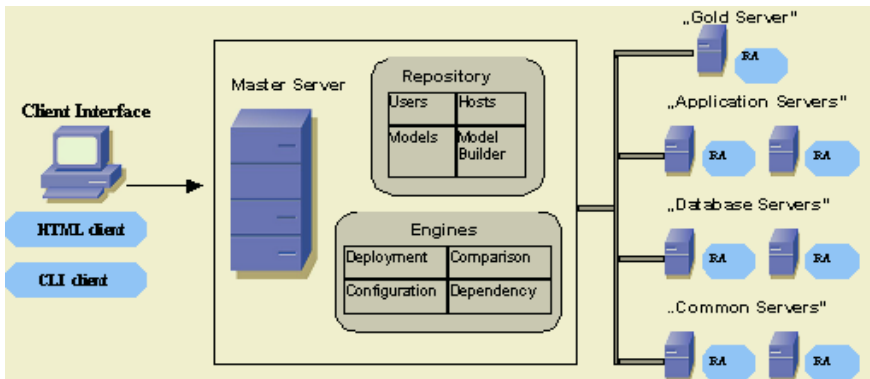 Client Interface
HTML client
CLI client
Master Server
Repository
Users
Hosts
Models
Model
Builder
Engines
Deployment
Comparison
Configuration
Dependency
„Gold Server"
RA
„Application Servers"
RA
RA
„Database Servers"
RA
RA
„Common Servers"
RA
RA